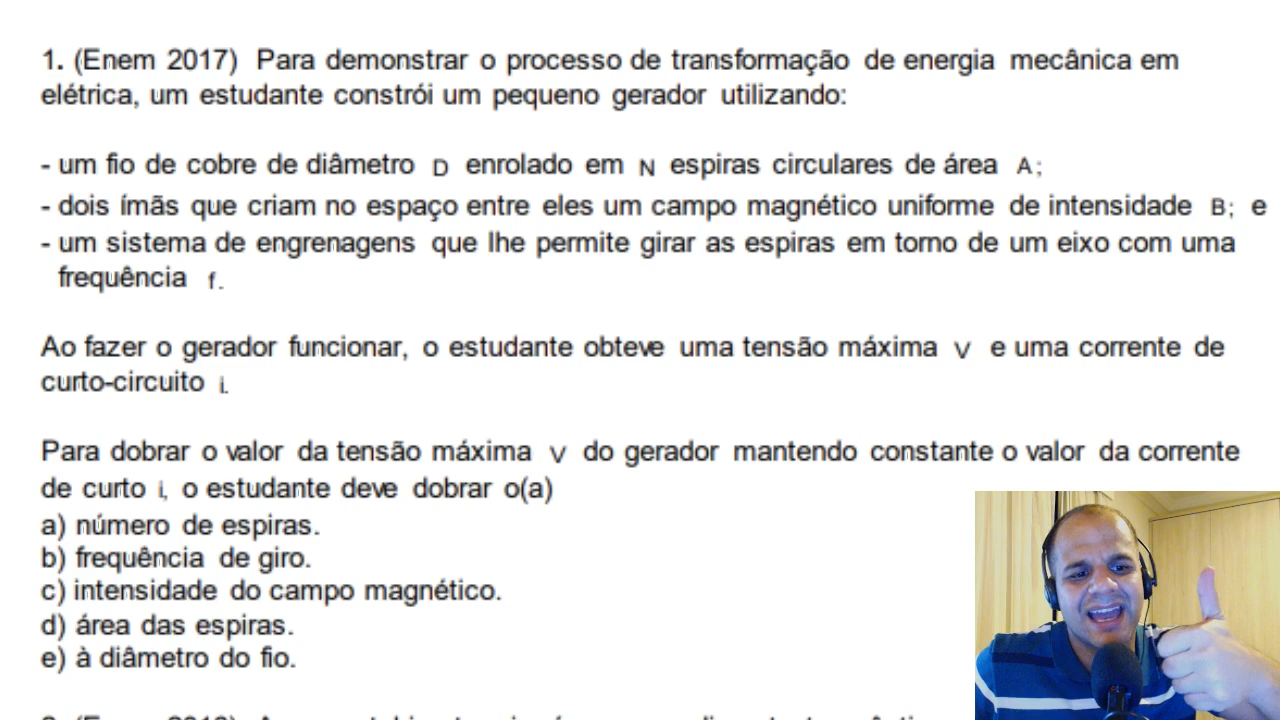 1. (Enem 2017) Para demonstrar o processo de transformação de energia mecânica em
elétrica, um estudante constrói um pequeno gerador utilizando:
- um fio de cobre de diâmetro D enrolado em N espiras circulares de área A;
- dois ímãs que criam no espaço entre eles um campo magnético uniforme de intensidade B; e
- um sistema de engrenagens que lhe permite girar as espiras em torno de um eixo com uma
frequência f.
Ao fazer o gerador funcionar, o estudante obteve uma tensão máxima V e uma corrente de
curto-circuito i.
Para dobrar o valor da tensão máxima V do gerador mantendo constante o valor da corrente
de curto i, o estudante deve dobrar o(a)
a) número de espiras.
b) frequência de giro.
c) intensidade do campo magnético.
d) área das espiras.
e) à diâmetro do fio.